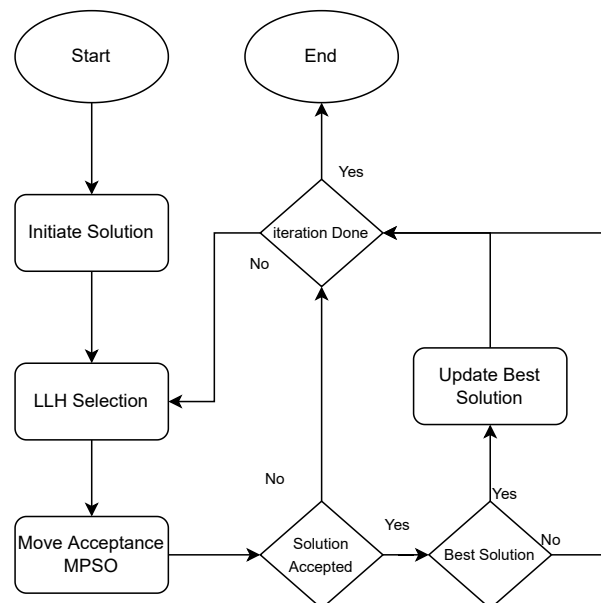 Start
End
Yes
Initiate Solution
iteration Done
No
LLH Selection
Update Best
Solution
No
Yes
Yes
Move Acceptance
MPSO
Solution
Accepted
Best Solution
No